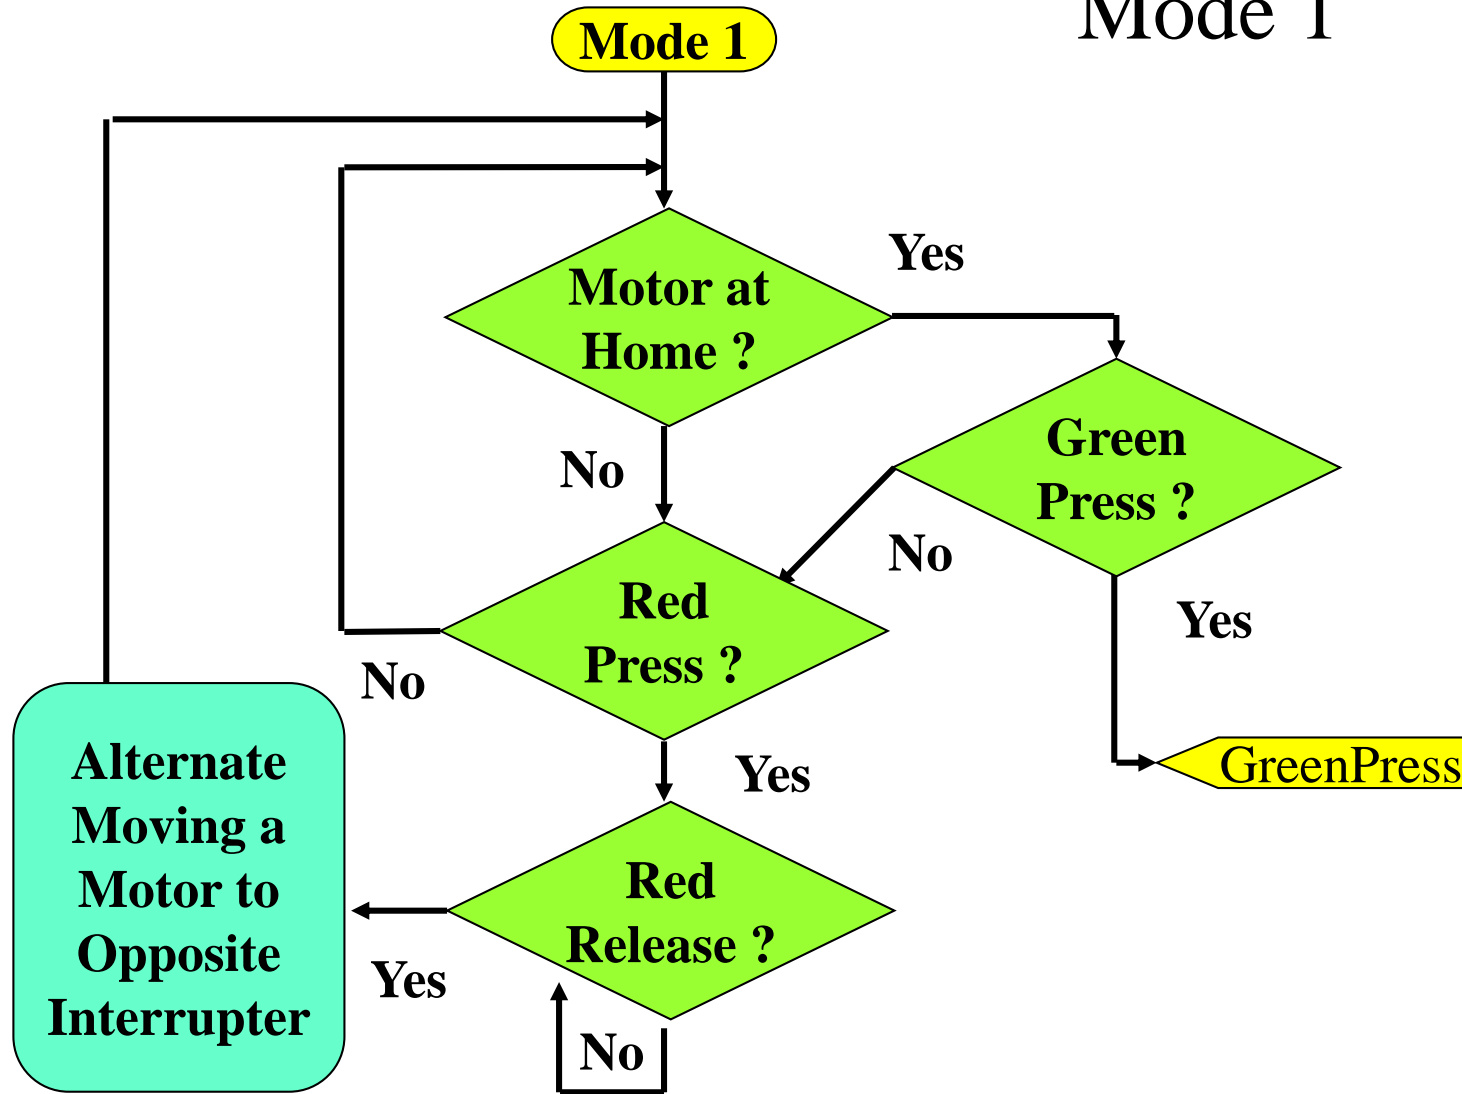 Mode 1
Mode 1
Yes
Motor at
Home ?
Green
Press ?
No
No
Red
Press ?
Yes
No
Alternate
Moving a
Motor to
Opposite
Interrupter
Yes
GreenPress
Red
Release ?
Yes
No